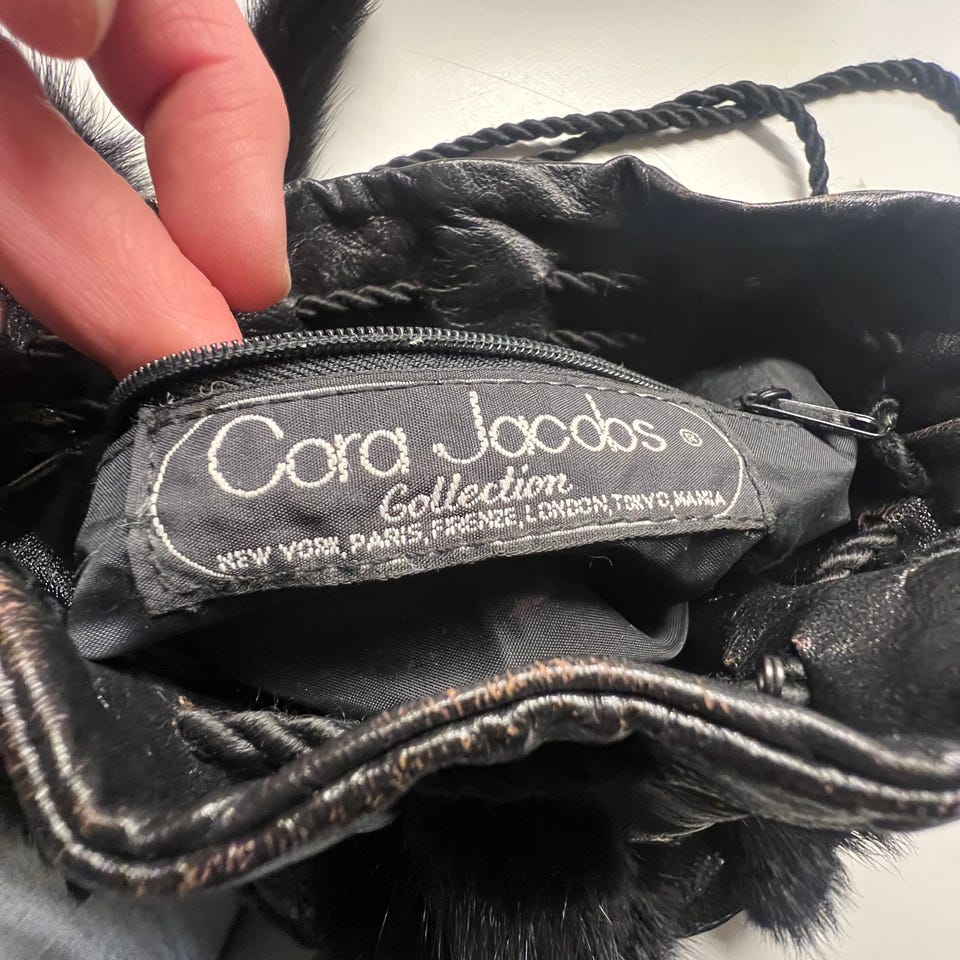 Cora Jacobs ®
Collection
NEW YORK, PARIS, FIRENZE, LONDON, TOKYO, MANILA